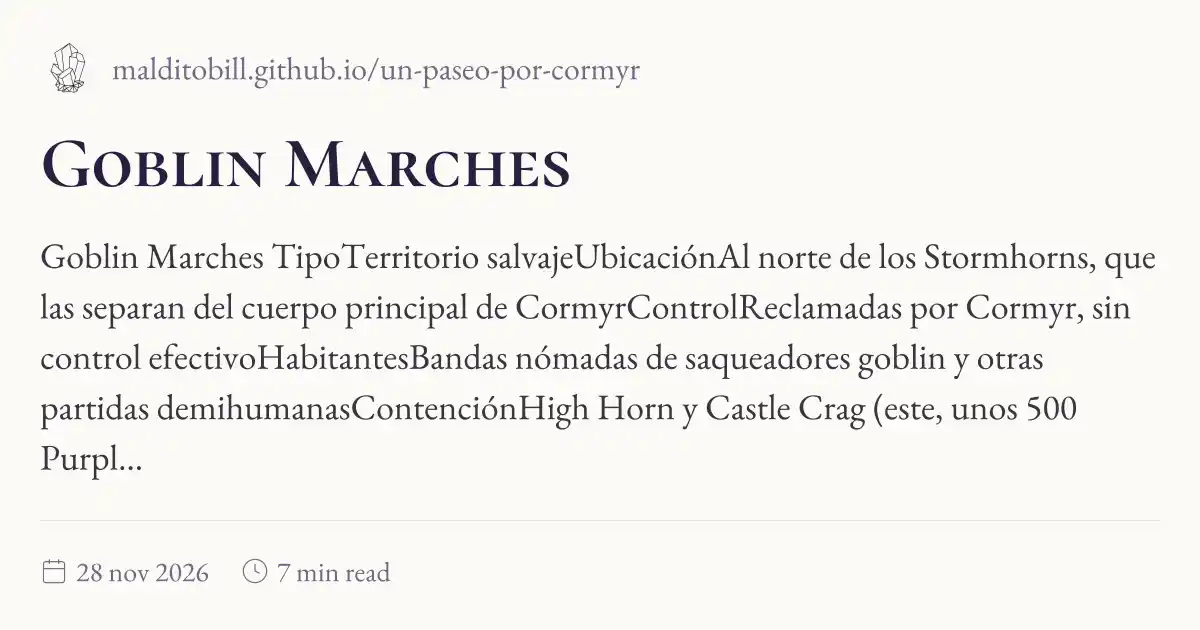 malditobill.github.io/un-paseo-por-cormyr
Goblin Marches
Goblin Marches TipoTerritorio salvajeUbicaciónAl norte de los Stormhorns, que
las separan del cuerpo principal de CormyrControlReclamadas por Cormyr, sin
control efectivoHabitantesBandas nómadas de saqueadores goblin y otras
partidas demihumanasContenciónHigh Horn y Castle Crag (este, unos 500
Purpl...
28 nov 2026 7 min read